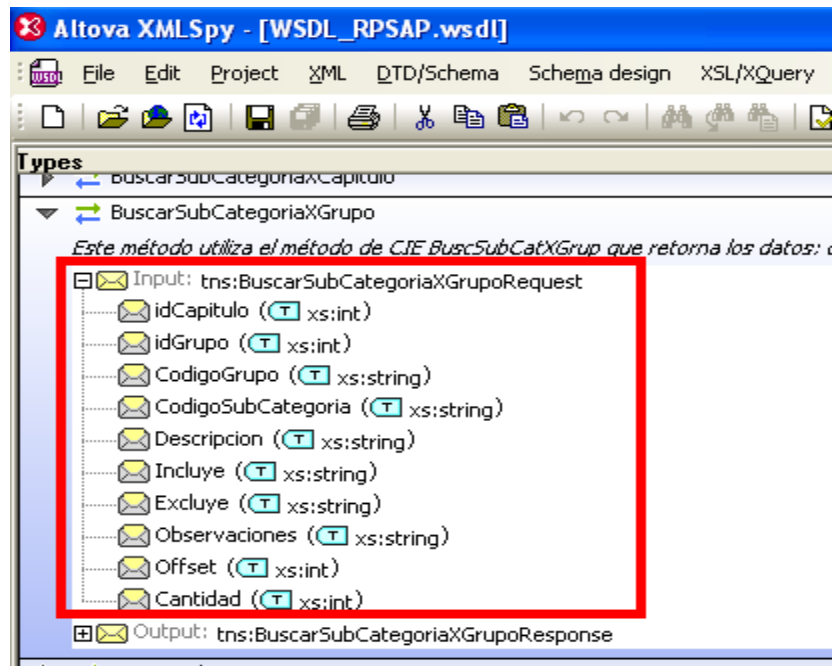 Altova XMLSpy - [WSDL_RPSAP.wsdl]
File Edit Project XML DTD/Schema Schema design XSL/XQuery
Types
BuscarSubCategoriaXCapitulo
BuscarSubCategoriaXGrupo
Este método utiliza el método de CIE BuscSubCatXGrup que retorna los datos:
Input: tns:BuscarSubCategoriaXGrupoRequest
idCapitulo (T xs:int)
idGrupo (T xs:int)
CodigoGrupo (T xs:string)
CodigoSubCategoria (T xs:string)
Descripcion (T xs:string)
Incluye (T xs:string)
Excluye (T xs:string)
Observaciones (T xs:string)
Offset (T xs:int)
Cantidad (T xs:int)
Output: tns:BuscarSubCategoriaXGrupoResponse